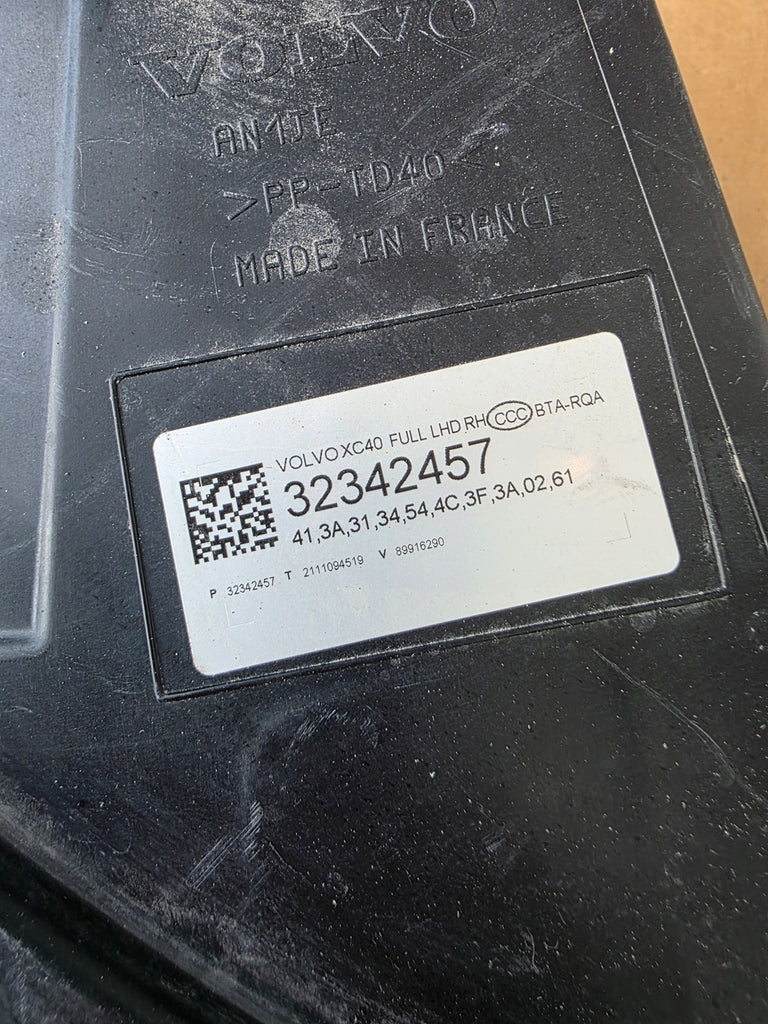 VOLVO
AN1JE
>PP-TD40<
MADE IN FRANCE
VOLVO XC40 FULL LHD RH CCC BTA-RQA
32342457
41,3A,31,34,54,4C,3F,3A,02,61
P 32342457 T 2111094519 V 89916290